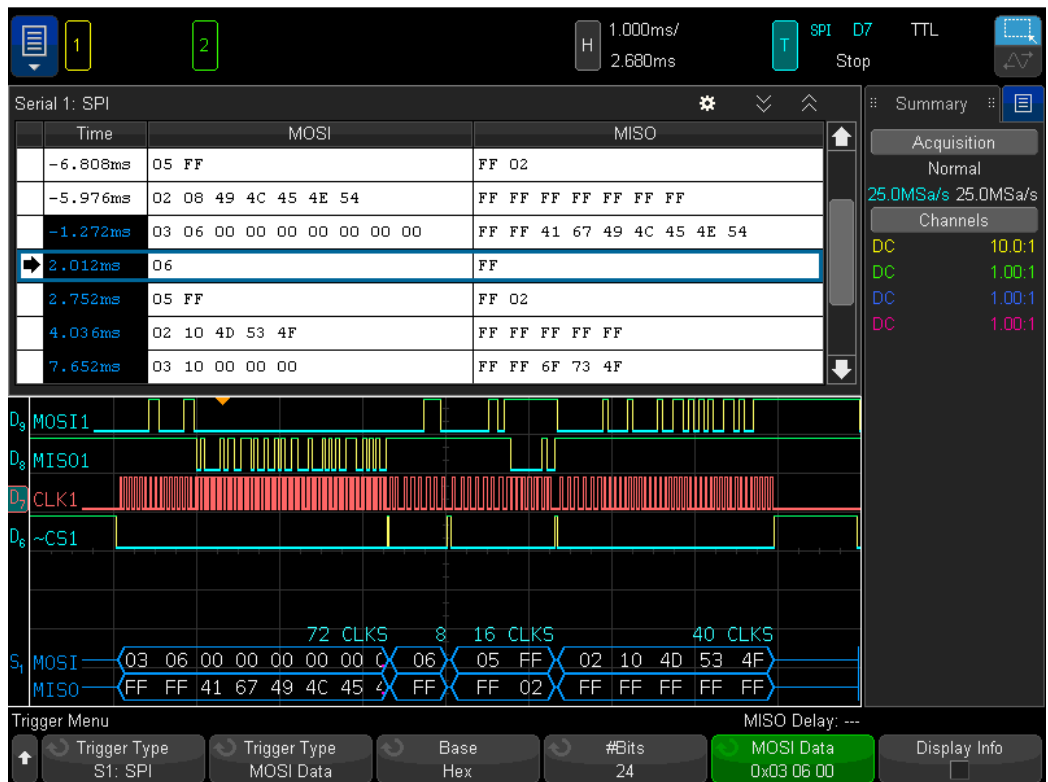 1 2 H 1.000ms/ T SPI D7 TTL
2.680ms Stop
Serial 1: SPI Summary
Time MOSI MISO
-6.808ms 05 FF FF 02
-5.976ms 02 08 49 4C 45 4E 54 FF FF FF FF FF FF FF
-1.272ms 03 06 00 00 00 00 00 00 00 FF FF 41 67 49 4C 45 4E 54
2.012ms 06 FF
2.752ms 05 FF FF 02
4.036ms 02 10 4D 53 4F FF FF FF FF FF
7.652ms 03 10 00 00 00 FF FF 6F 73 4F
Acquisition
Normal
25.0MSa/s 25.0MSa/s
Channels
DC 10.0:1
DC 1.00:1
DC 1.00:1
DC 1.00:1
D9 MOSI1
D8 MISO1
D7 CLK1
D6 ~CS1
72 CLKS 8 16 CLKS 40 CLKS
S1 MOSI 03 06 00 00 00 00 00 06 05 FF 02 10 4D 53 4F
MISO FF FF 41 67 49 4C 45 FF FF 02 FF FF FF FF FF
Trigger Menu MISO Delay: ---
Trigger Type Trigger Type Base #Bits MOSI Data Display Info
S1: SPI MOSI Data Hex 24 0x03 06 00